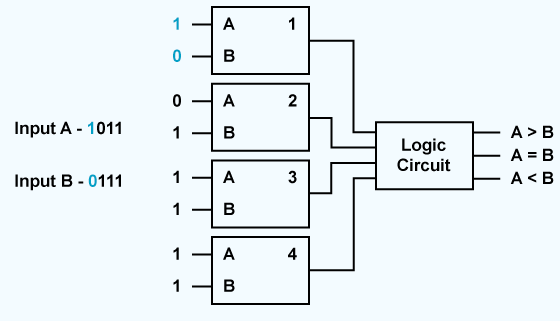 1 A 1
0 B
0 A 2
1 B
Input A - 1011
Input B - 0111
1 A 3
1 B
1 A 4
1 B
Logic
Circuit
A > B
A = B
A < B